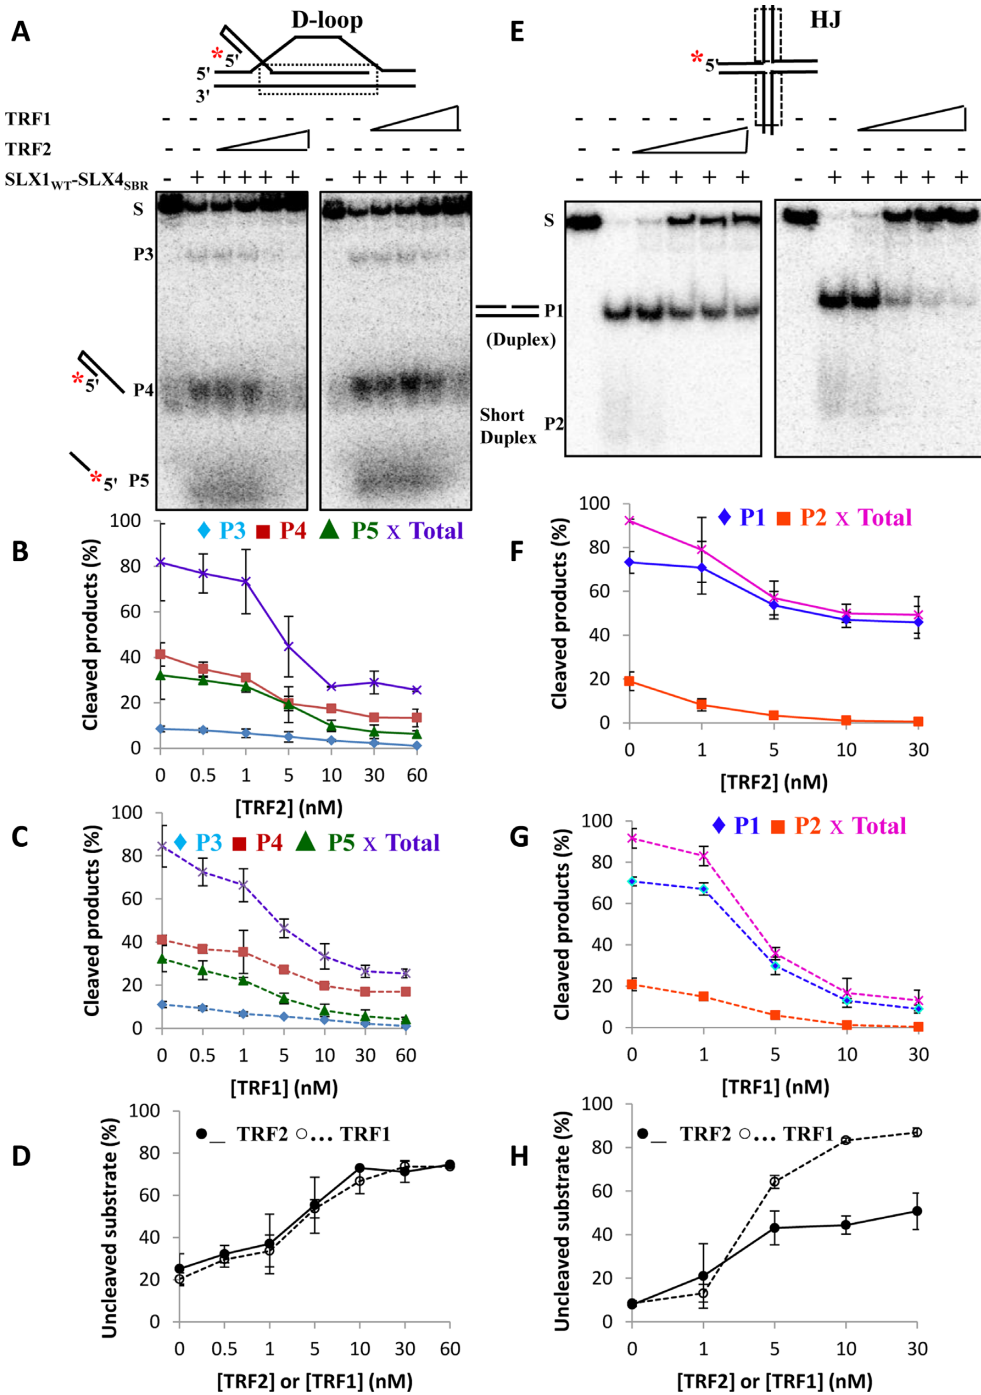 A
D-loop
* 5'
5'
3'
TRF1 - - - - - - - -
TRF2 - - - - - - - -
SLX1WT-SLX4SBR - + + + + + - + + + + +
S
P3
* 5' P4
* 5' P5
E
HJ
* 5'
- - - - - - - -
- - - - - - - -
- + + + + + - + + + + +
S
P1
(Duplex)
Short
Duplex
P2
B
P3 P4 P5 x Total
Cleaved products (%)
100
80
60
40
20
0
0 0.5 1 5 10 30 60
[TRF2] (nM)
C
P3 P4 P5 x Total
Cleaved products (%)
100
80
60
40
20
0
0 0.5 1 5 10 30 60
[TRF1] (nM)
D
TRF2 ... TRF1
Uncleaved substrate (%)
100
80
60
40
20
0
0 0.5 1 5 10 30 60
[TRF2] or [TRF1] (nM)
F
P1 P2 x Total
Cleaved products (%)
100
80
60
40
20
0
0 1 5 10 30
[TRF2] (nM)
G
P1 P2 x Total
Cleaved products (%)
100
80
60
40
20
0
0 1 5 10 30
[TRF1] (nM)
H
TRF2 ... TRF1
Uncleaved substrate (%)
100
80
60
40
20
0
0 1 5 10 30
[TRF2] or [TRF1] (nM)